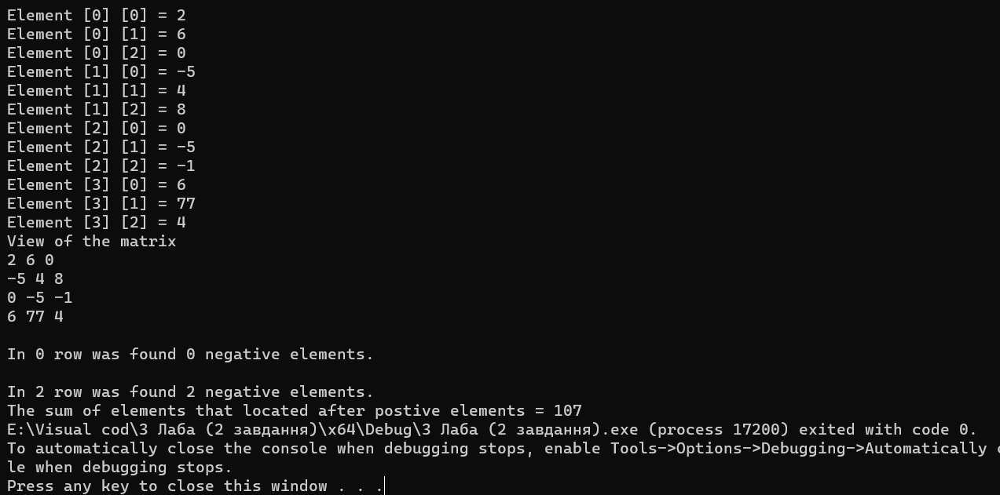 Element [0] [0] = 2
Element [0] [1] = 6
Element [0] [2] = 0
Element [1] [0] = -5
Element [1] [1] = 4
Element [1] [2] = 8
Element [2] [0] = 0
Element [2] [1] = -5
Element [2] [2] = -1
Element [3] [0] = 6
Element [3] [1] = 77
Element [3] [2] = 4
View of the matrix
2 6 0
-5 4 8
0 -5 -1
6 77 4
In 0 row was found 0 negative elements.
In 2 row was found 2 negative elements.
The sum of elements that located after postive elements = 107
E:\Visual cod\3 Лаба (2 завдання)\x64\Debug\3 Лаба (2 завдання).exe (process 17200) exited with code 0.
To automatically close the console when debugging stops, enable Tools->Options->Debugging->Automatically
le when debugging stops.
Press any key to close this window . . .